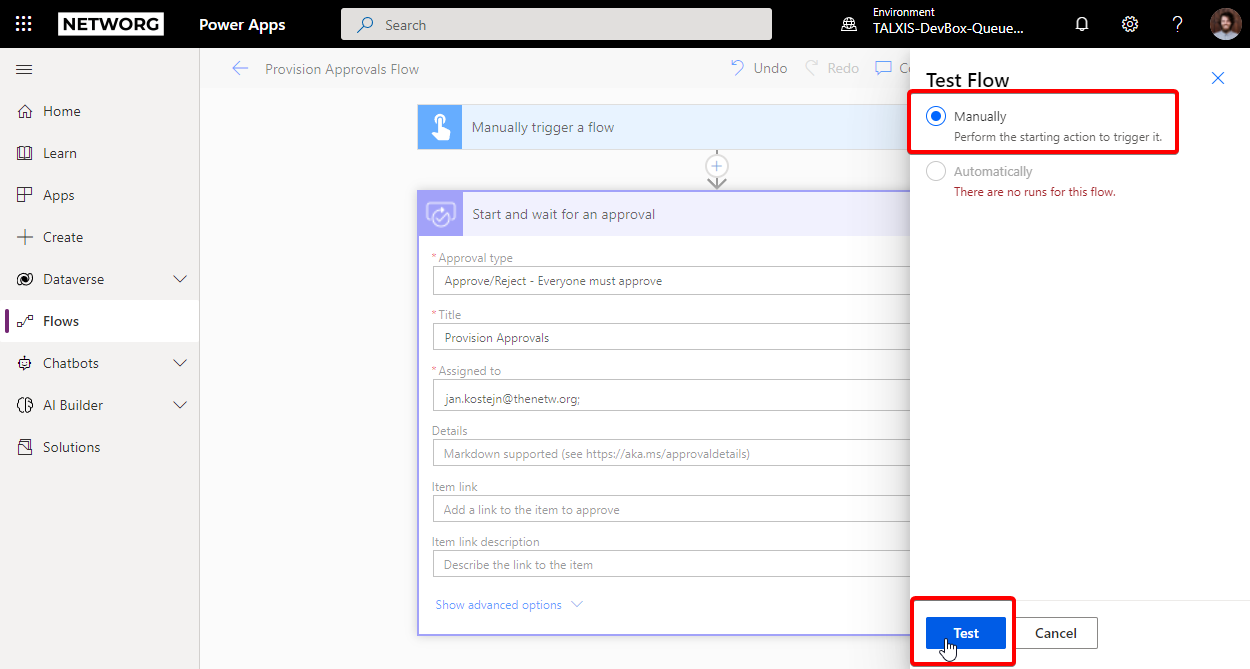 NETWORG
Power Apps
Search
Environment
TALXIS-DevBox-Queue...
?
Home
Learn
Apps
Create
Dataverse
Flows
Chatbots
AI Builder
Solutions
Provision Approvals Flow
Undo
Redo
Manually trigger a flow
Start and wait for an approval
* Approval type
Approve/Reject - Everyone must approve
* Title
Provision Approvals
* Assigned to
jan.kostejn@thenetw.org;
Details
Markdown supported (see https://aka.ms/approvaldetails)
Item link
Add a link to the item to approve
Item link description
Describe the link to the item
Show advanced options
Test Flow
Manually
Perform the starting action to trigger it.
Automatically
There are no runs for this flow.
Test
Cancel